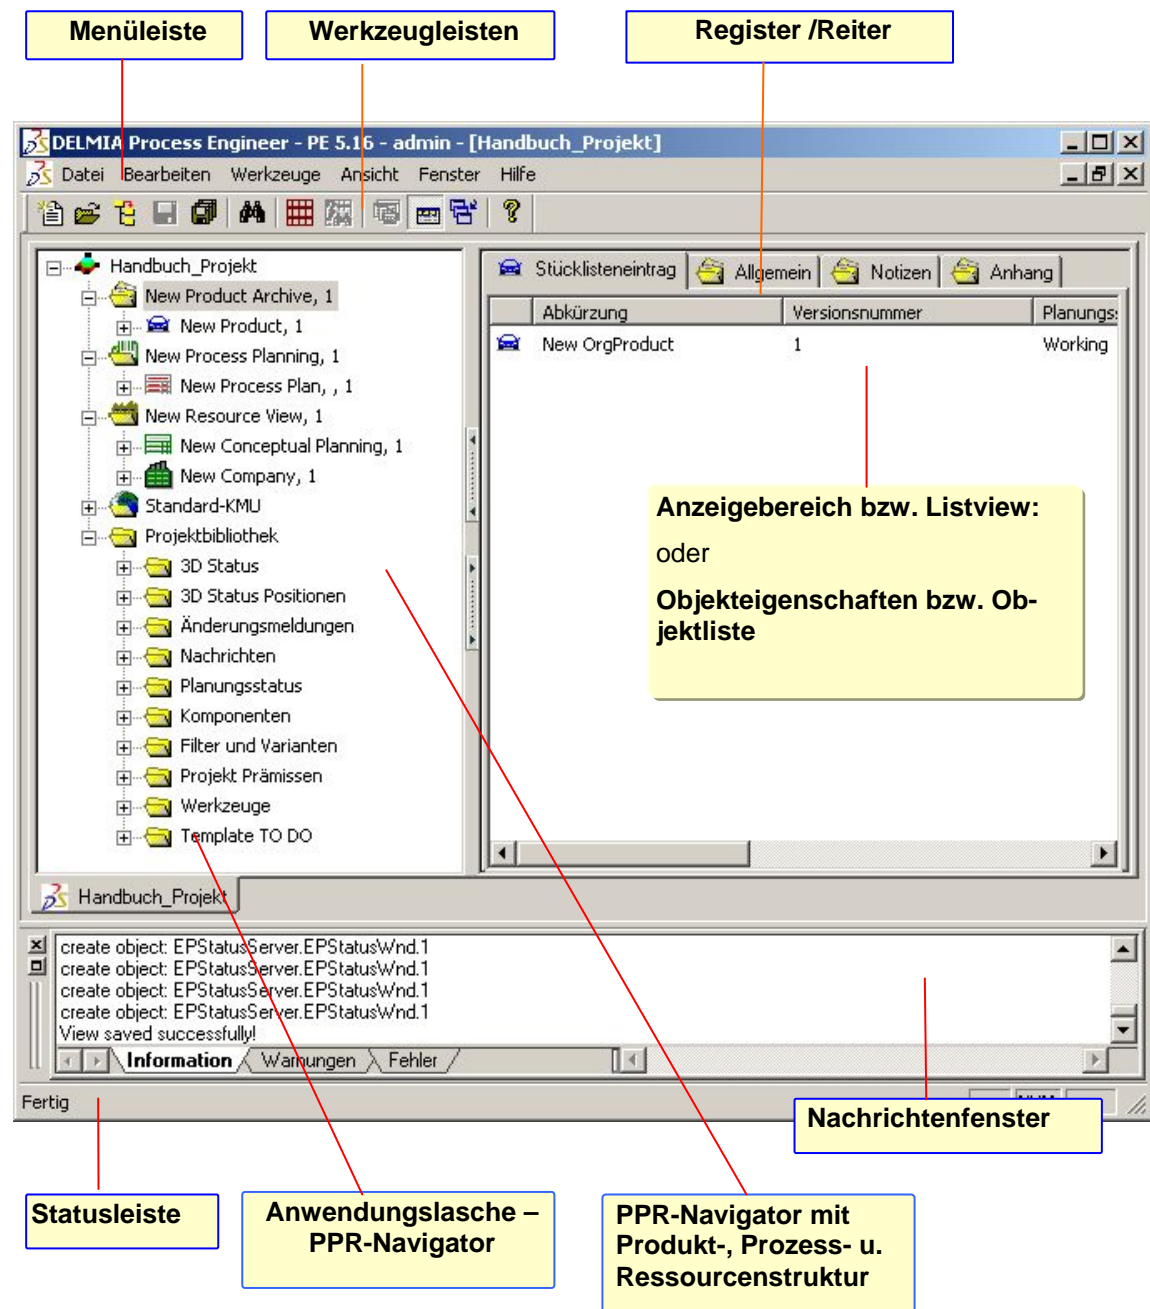 Menüleiste
Werkzeugleisten
Register /Reiter
DELMIA Process Engineer - PE 5.16 - admin - [Handbuch_Projekt]
Datei Bearbeiten Werkzeuge Ansicht Fenster Hilfe
Handbuch_Projekt
New Product Archive, 1
New Product, 1
New Process Planning, 1
New Process Plan, , 1
New Resource View, 1
New Conceptual Planning, 1
New Company, 1
Standard-KMU
Projektbibliothek
3D Status
3D Status Positionen
Änderungsmeldungen
Nachrichten
Planungsstatus
Komponenten
Filter und Varianten
Projekt Prämissen
Werkzeuge
Template TO DO
Stücklisteneintrag
Allgemein
Notizen
Anhang
Abkürzung
Versionsnummer
Planungs
New OrgProduct
1
Working
Anzeigebereich bzw. Listview:
oder
Objekteigenschaften bzw. Ob-
jektliste
Handbuch_Projekt
create object: EPStatusServer.EPStatusWnd.1
create object: EPStatusServer.EPStatusWnd.1
create object: EPStatusServer.EPStatusWnd.1
create object: EPStatusServer.EPStatusWnd.1
View saved successfully!
Information
Warnungen
Fehler
Fertig
Nachrichtenfenster
Statusleiste
Anwendungslasche –
PPR-Navigator
PPR-Navigator mit
Produkt-, Prozess- u.
Ressourcenstruktur